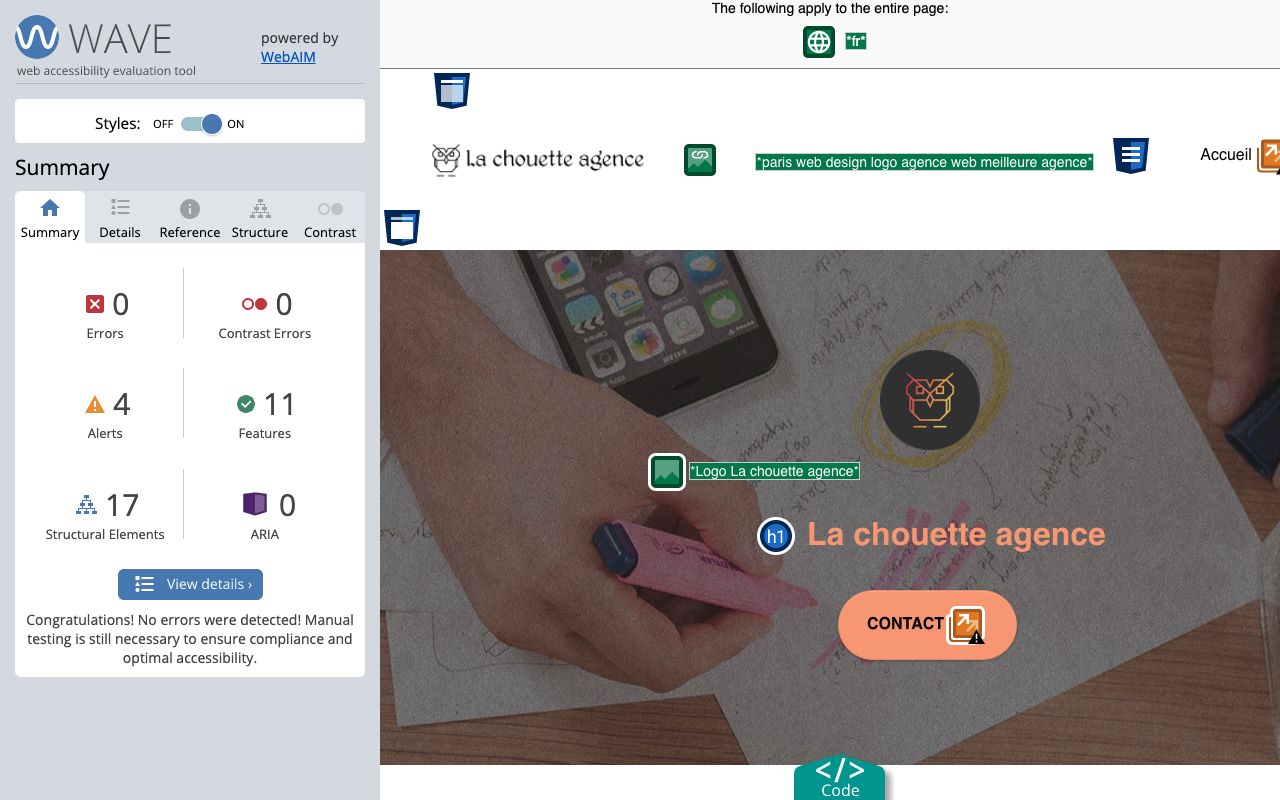 WAVE
powered by
WebAIM
web accessibility evaluation tool
Styles: OFF ON
Summary
Summary Details Reference Structure Contrast
0 Errors
0 Contrast Errors
4 Alerts
11 Features
17 Structural Elements
0 ARIA
View details ›
Congratulations! No errors were detected! Manual
testing is still necessary to ensure compliance and
optimal accessibility.
The following apply to the entire page:
*fr*
La chouette agence
*paris web design logo agence web meilleure agence*
Accueil
*Logo La chouette agence*
h1 La chouette agence
CONTACT
</>
Code